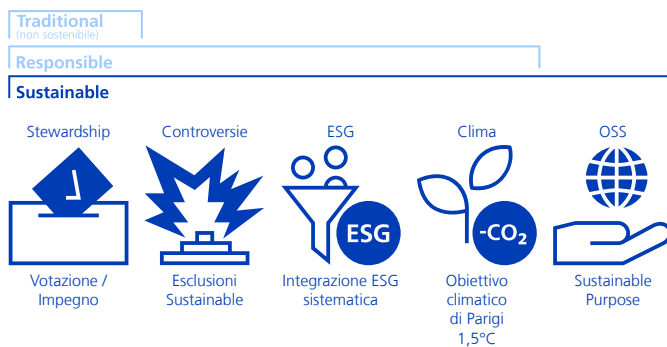 Traditional
(non sostenibile)
Responsible
Sustainable
Stewardship
Controversie
ESG
Clima
OSS
ESG
-CO₂
Votazione /
Impegno
Esclusioni
Sustainable
Integrazione ESG
sistematica
Obiettivo
climatico
di Parigi
1,5°C
Sustainable
Purpose